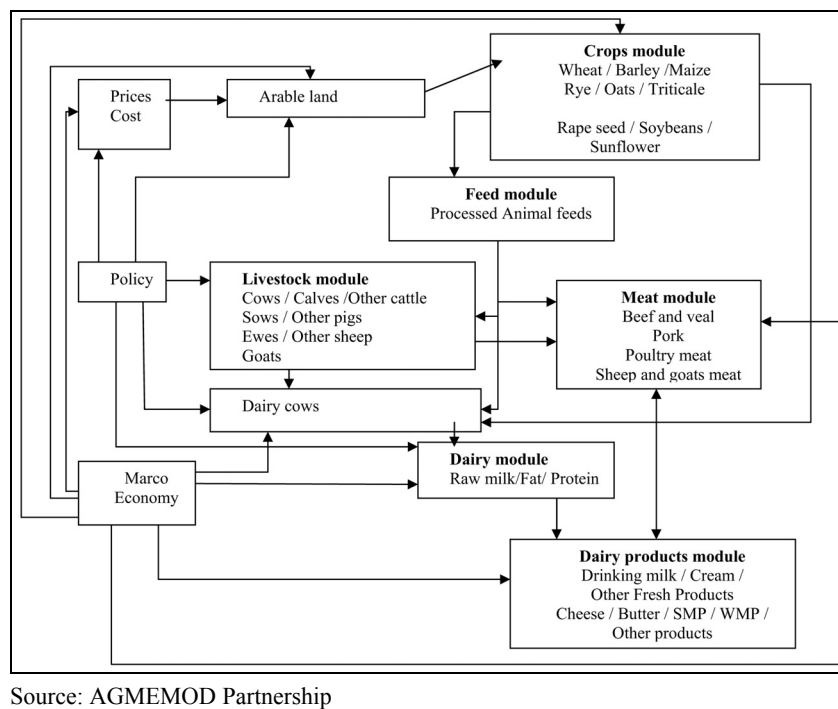 Crops module
Wheat / Barley /Maize
Rye / Oats / Triticale
Rape seed / Soybeans /
Sunflower
Prices
Cost
Arable land
Feed module
Processed Animal feeds
Policy
Livestock module
Cows / Calves /Other cattle
Sows / Other pigs
Ewes / Other sheep
Goats
Meat module
Beef and veal
Pork
Poultry meat
Sheep and goats meat
Dairy cows
Dairy module
Raw milk/Fat/ Protein
Marco
Economy
Dairy products module
Drinking milk / Cream /
Other Fresh Products
Cheese / Butter / SMP / WMP /
Other products
Source: AGMEMOD Partnership